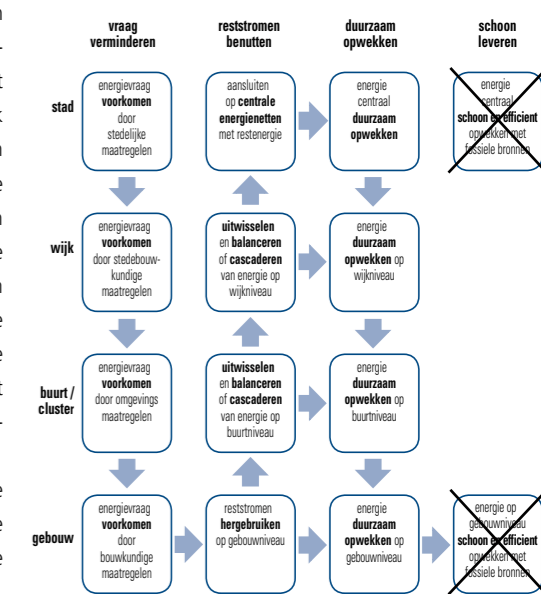 vraag
verminderen
reststromen
benutten
duurzaam
opwekken
schoon
leveren
stad
energievraag
voorkomen
door
stedelijke
maatregelen
aansluiten
op centrale
energienetten
met restenergie
energie
centraal
duurzaam
opwekken
energie
centraal
schoon en efficient
opwekken met
fossiele bronnen
wijk
energievraag
voorkomen
door stedebouw-
kundige
maatregelen
uitwisselen
en balanceren
of cascaderen
van energie op
wijkniveau
energie
duurzaam
opwekken op
wijkniveau
buurt /
cluster
energievraag
voorkomen
door omgevings
maatregelen
uitwisselen
en balanceren
of cascaderen
van energie op
buurtniveau
energie
duurzaam
opwekken op
buurtniveau
gebouw
energievraag
voorkomen
door
bouwkundige
maatregelen
reststromen
hergebruiken
op gebouwniveau
energie
duurzaam
opwekken op
gebouwniveau
energie op
gebouwniveau
schoon en efficient
opwekken met
fossiele bronnen